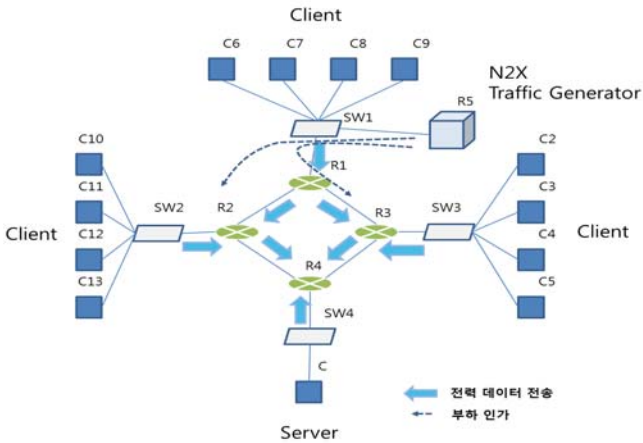 Client
C6
C7
C8
C9
N2X
Traffic Generator
SW1
R5
R1
C10
C11
C12
C13
Client
SW2
R2
R3
SW3
C2
C3
C4
C5
Client
R4
SW4
C
Server
전력 데이터 전송
부하 인가